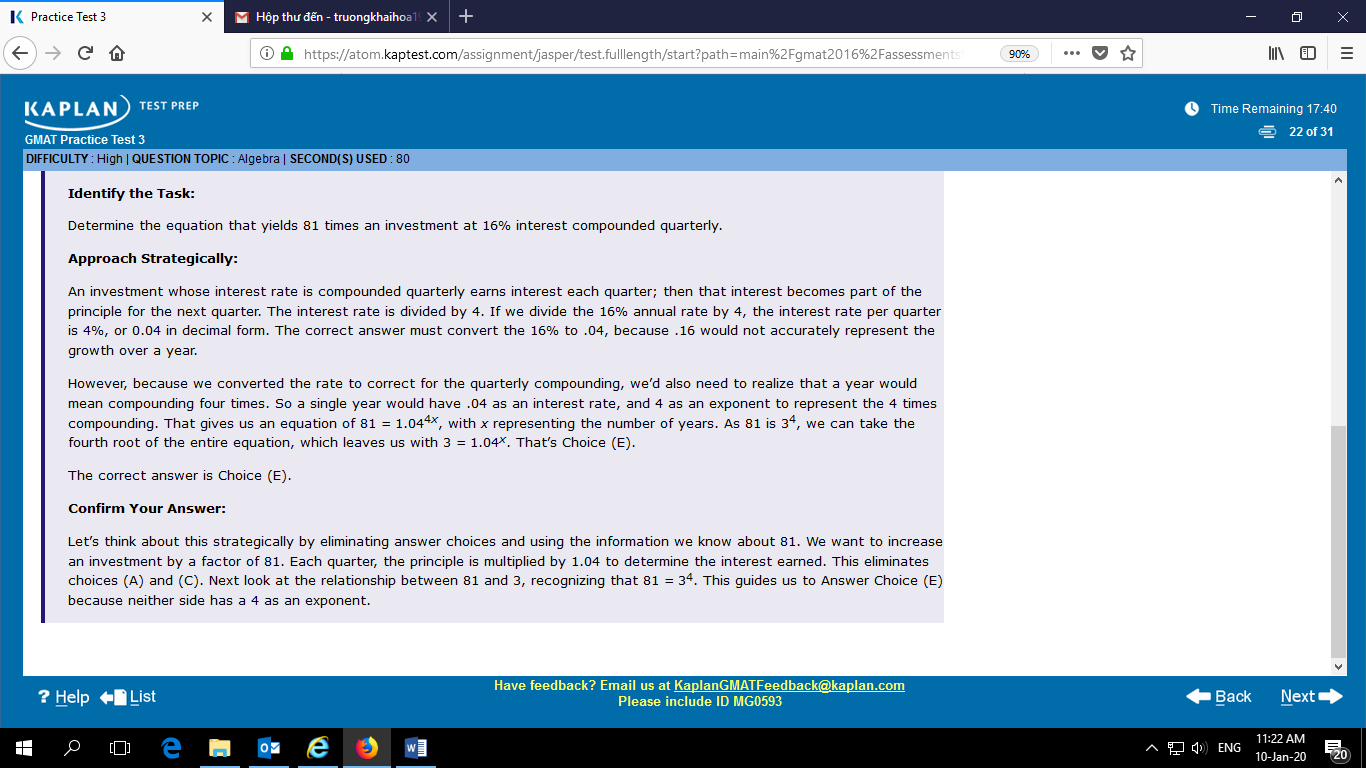 Practice Test 3
Hộp thư đến - truongkhaihoa1
https://atom.kaptest.com/assignment/jasper/test.fulllength/start?path=main%2Fgmat2016%2Fassessments
90%
KAPLAN TEST PREP
Time Remaining 17:40
GMAT Practice Test 3
22 of 31
DIFFICULTY : High | QUESTION TOPIC : Algebra | SECOND(S) USED : 80
Identify the Task:
Determine the equation that yields 81 times an investment at 16% interest compounded quarterly.
Approach Strategically:
An investment whose interest rate is compounded quarterly earns interest each quarter; then that interest becomes part of the
principle for the next quarter. The interest rate is divided by 4. If we divide the 16% annual rate by 4, the interest rate per quarter
is 4%, or 0.04 in decimal form. The correct answer must convert the 16% to .04, because .16 would not accurately represent the
growth over a year.
However, because we converted the rate to correct for the quarterly compounding, we'd also need to realize that a year would
mean compounding four times. So a single year would have .04 as an interest rate, and 4 as an exponent to represent the 4 times
compounding. That gives us an equation of 81 = 1.04⁴ˣ, with x representing the number of years. As 81 is 3⁴, we can take the
fourth root of the entire equation, which leaves us with 3 = 1.04ˣ. That's Choice (E).
The correct answer is Choice (E).
Confirm Your Answer:
Let's think about this strategically by eliminating answer choices and using the information we know about 81. We want to increase
an investment by a factor of 81. Each quarter, the principle is multiplied by 1.04 to determine the interest earned. This eliminates
choices (A) and (C). Next look at the relationship between 81 and 3, recognizing that 81 = 3⁴. This guides us to Answer Choice (E)
because neither side has a 4 as an exponent.
? Help List
Have feedback? Email us at KaplanGMATFeedback@kaplan.com
Please include ID MG0593
Back Next
ENG
11:22 AM
10-Jan-20
20